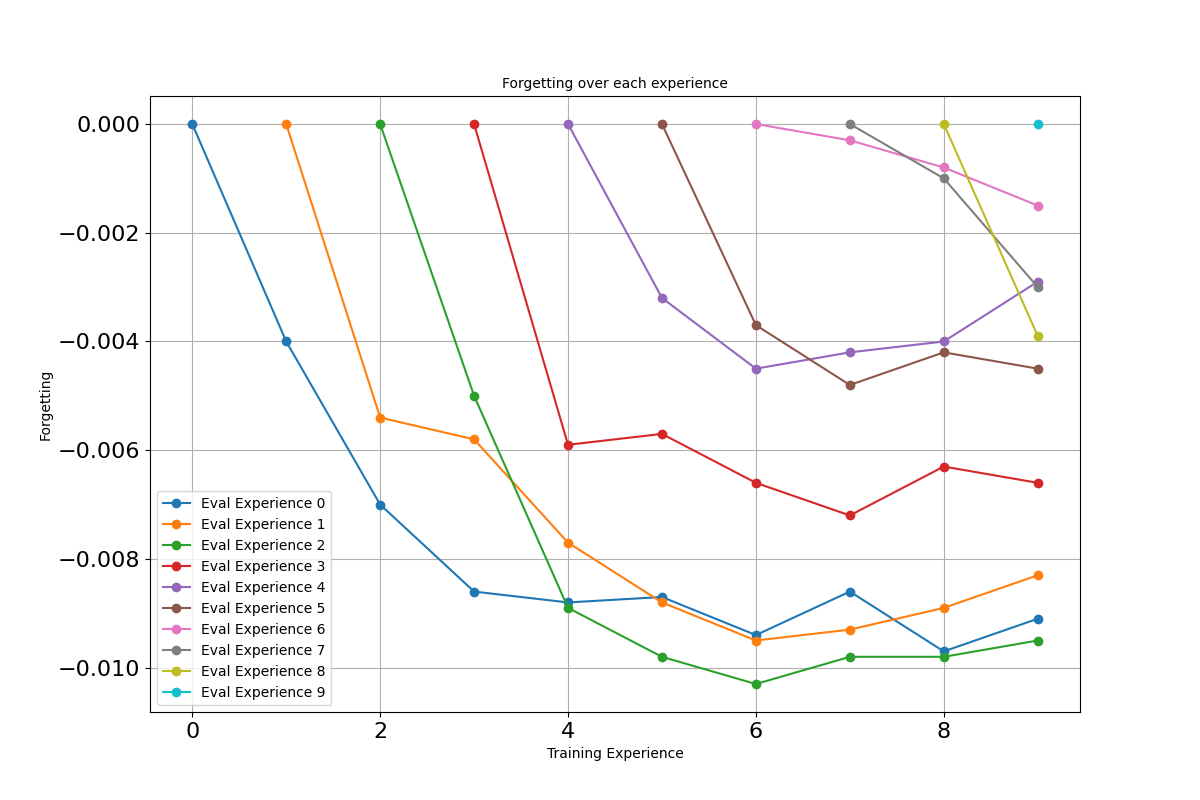 Forgetting over each experience
0.000
−0.002
−0.004
−0.006
−0.008
−0.010
Forgetting
Eval Experience 0
Eval Experience 1
Eval Experience 2
Eval Experience 3
Eval Experience 4
Eval Experience 5
Eval Experience 6
Eval Experience 7
Eval Experience 8
Eval Experience 9
0 2 4 6 8
Training Experience